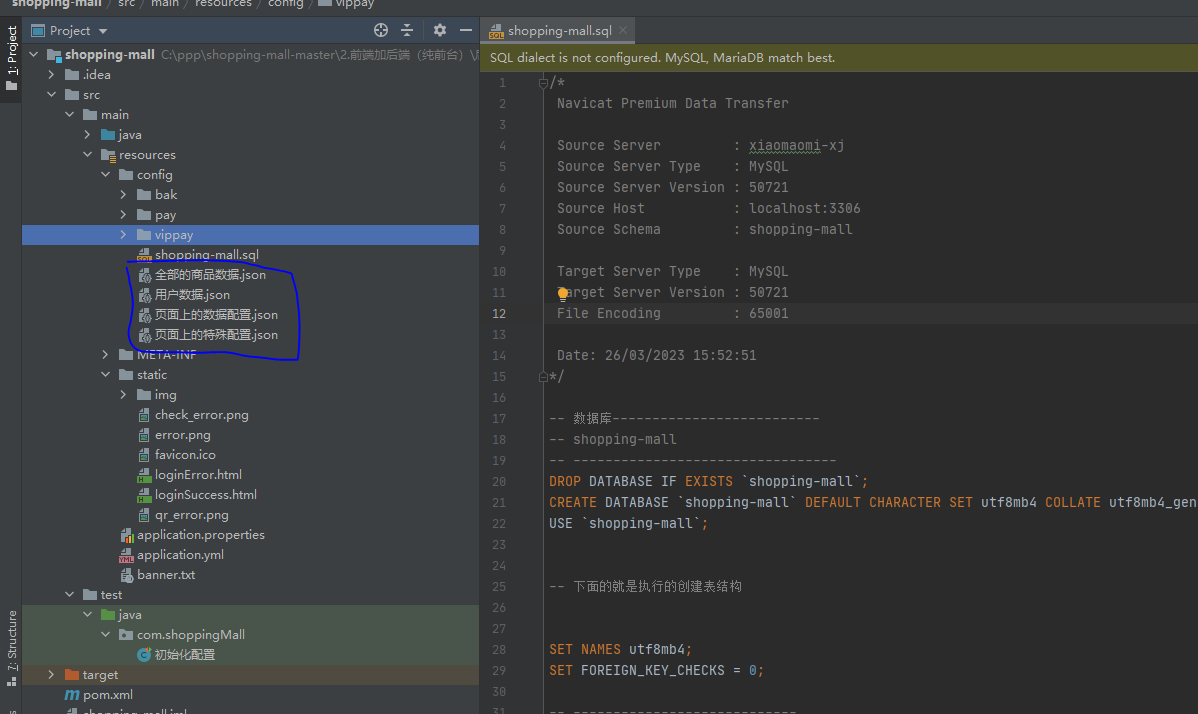 shopping-mall / src / main / resources / config / vippay
1: Project
Project
shopping-mall.sql
shopping-mall C:\ppp\shopping-mall-master\2.前端加后端（纯前台）\
.idea
src
main
java
resources
config
bak
pay
vippay
shopping-mall.sql
全部的商品数据.json
用户数据.json
页面上的数据配置.json
页面上的特殊配置.json
META-INF
static
img
check_error.png
error.png
favicon.ico
loginError.html
loginSuccess.html
qr_error.png
application.properties
application.yml
banner.txt
test
java
com.shoppingMall
初始化配置
target
pom.xml
shopping-mall.iml
7: Structure
SQL dialect is not configured. MySQL, MariaDB match best.
1 /*
2 Navicat Premium Data Transfer
3
4 Source Server : xiaomaomi-xj
5 Source Server Type : MySQL
6 Source Server Version : 50721
7 Source Host : localhost:3306
8 Source Schema : shopping-mall
9
10 Target Server Type : MySQL
11 Target Server Version : 50721
12 File Encoding : 65001
13
14 Date: 26/03/2023 15:52:51
15 */
16
17 -- 数据库--------------------------
18 -- shopping-mall
19 -- ---------------------------------
20 DROP DATABASE IF EXISTS `shopping-mall`;
21 CREATE DATABASE `shopping-mall` DEFAULT CHARACTER SET utf8mb4 COLLATE utf8mb4_gen
22 USE `shopping-mall`;
23
24
25 -- 下面的就是执行的创建表结构
26
27
28 SET NAMES utf8mb4;
29 SET FOREIGN_KEY_CHECKS = 0;
30
31 -- ----------------------------